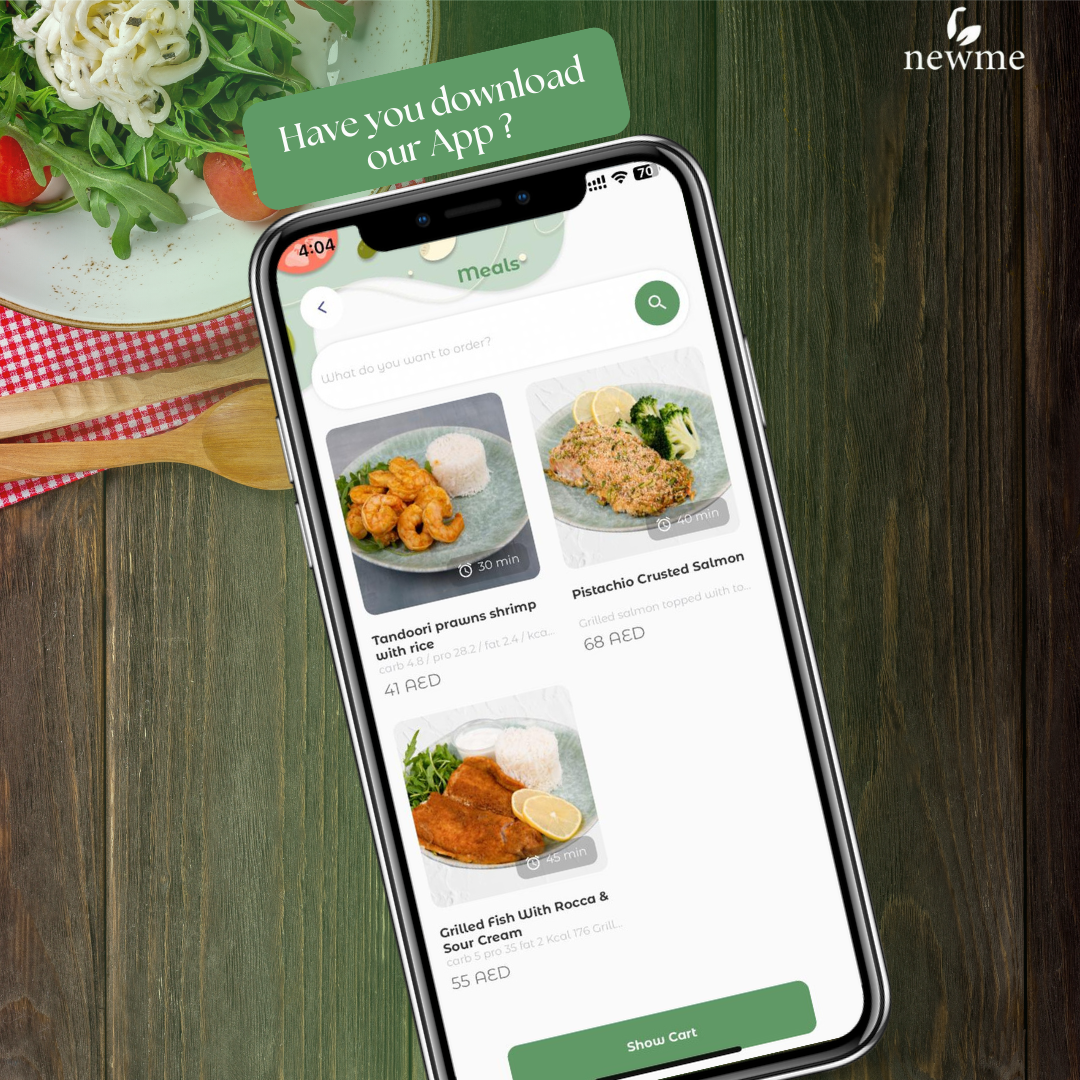 newme
Have you download
our App ?
4:04
70
Meals
What do you want to order?
30 min
40 min
Tandoori prawns shrimp
with rice
carb 4.8 / pro 28.2 / fat 2.4 / kca...
41 AED
Pistachio Crusted Salmon
Grilled salmon topped with to...
68 AED
45 min
Grilled Fish With Rocca &
Sour Cream
carb 5 pro 35 fat 2 Kcal 176 Grill...
55 AED
Show Cart